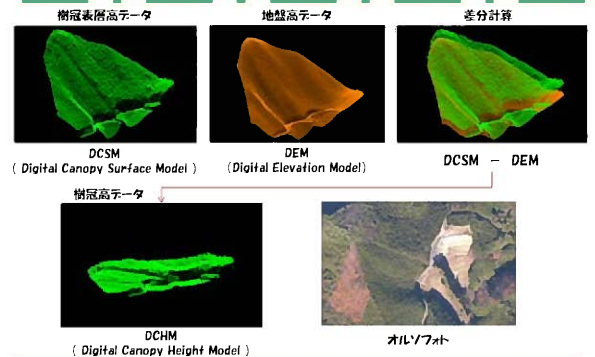 樹冠表層高データ
地盤高データ
差分計算
DCSM
( Digital Canopy Surface Model )
DEM
(Digital Elevation Model)
DCSM － DEM
樹冠高データ
DCHM
( Digital Canopy Height Model )
オルソフォト